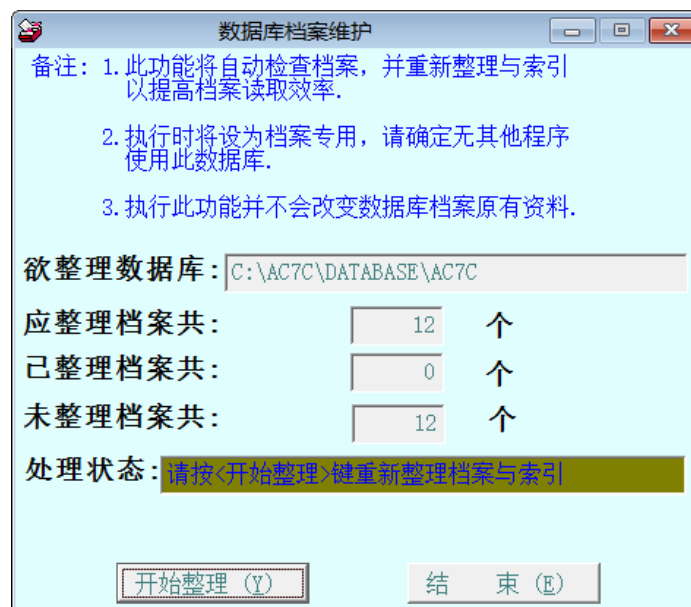 数据库档案维护
备注: 1.此功能将自动检查档案，并重新整理与索引
以提高档案读取效率.
2.执行时将设为档案专用，请确定无其他程序
使用此数据库.
3.执行此功能并不会改变数据库档案原有资料.
欲整理数据库: C:\AC7C\DATABASE\AC7C
应整理档案共: 12 个
已整理档案共: 0 个
未整理档案共: 12 个
处理状态: 请按<开始整理>键重新整理档案与索引
开始整理 (Y) 结 束 (E)